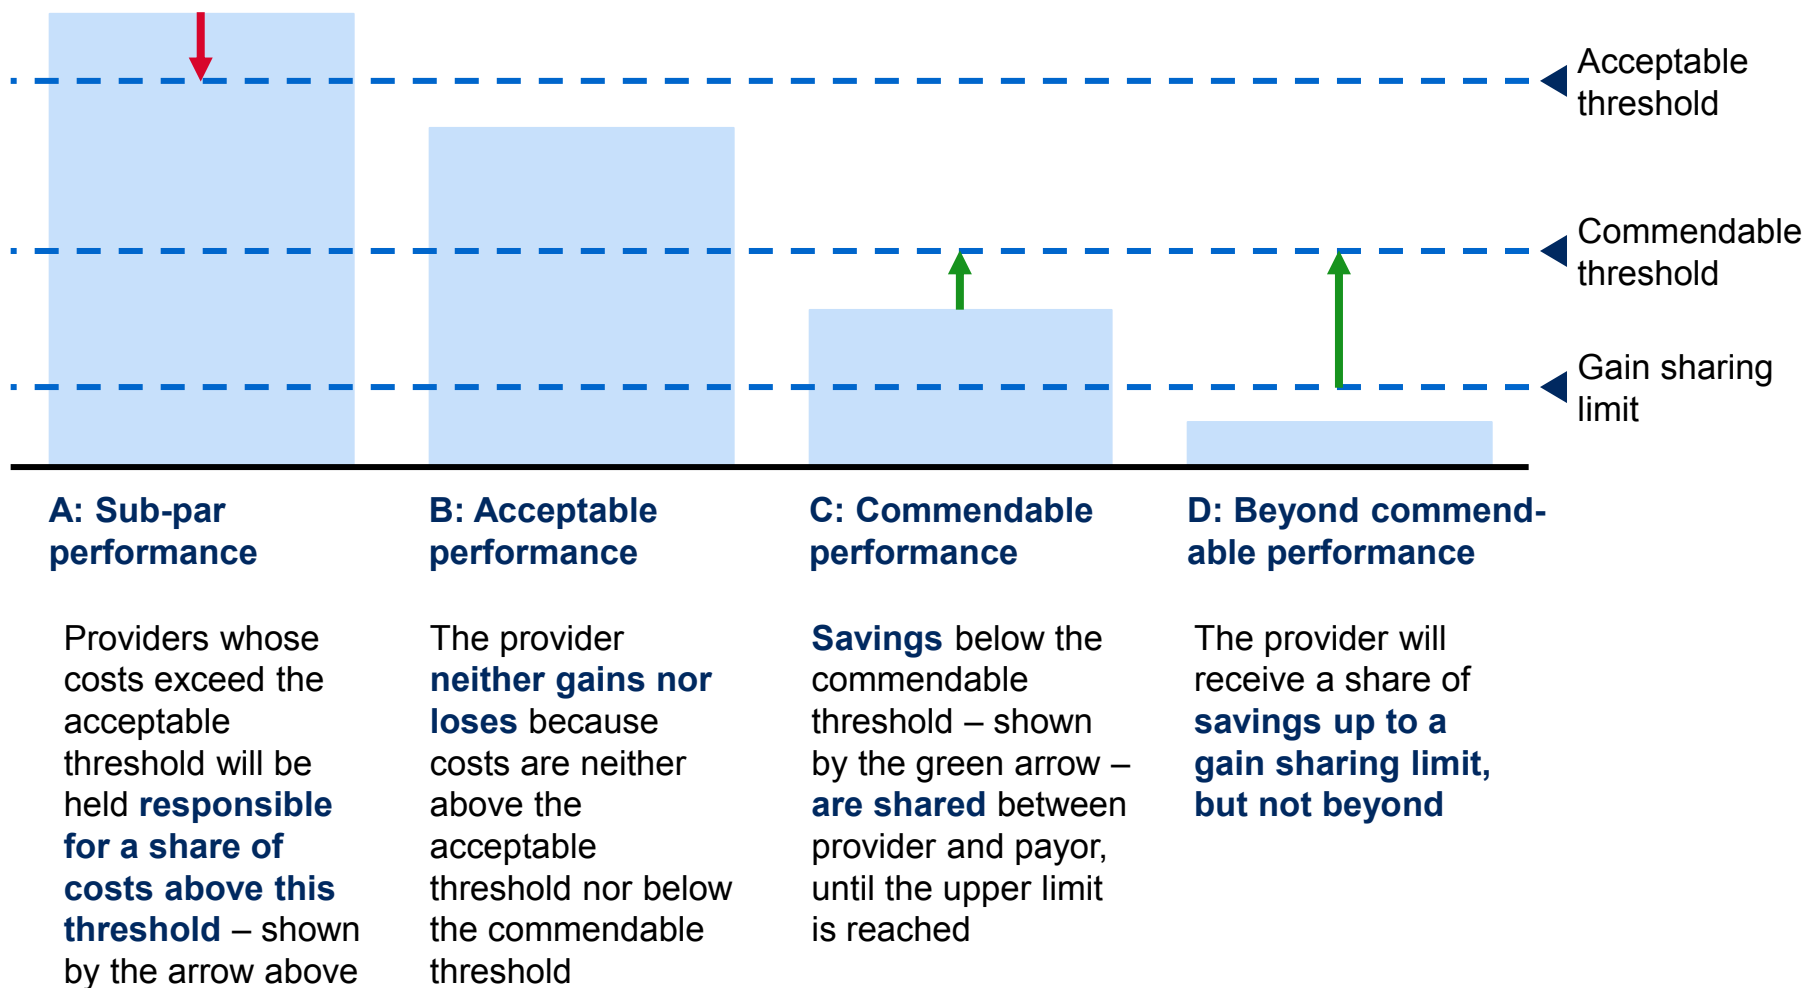 Acceptable
threshold
Commendable
threshold
Gain sharing
limit
A: Sub-par
performance
Providers whose
costs exceed the
acceptable
threshold will be
held responsible
for a share of
costs above this
threshold – shown
by the arrow above
B: Acceptable
performance
The provider
neither gains nor
loses because
costs are neither
above the
acceptable
threshold nor below
the commendable
threshold
C: Commendable
performance
Savings below the
commendable
threshold – shown
by the green arrow –
are shared between
provider and payor,
until the upper limit
is reached
D: Beyond commend-
able performance
The provider will
receive a share of
savings up to a
gain sharing limit,
but not beyond